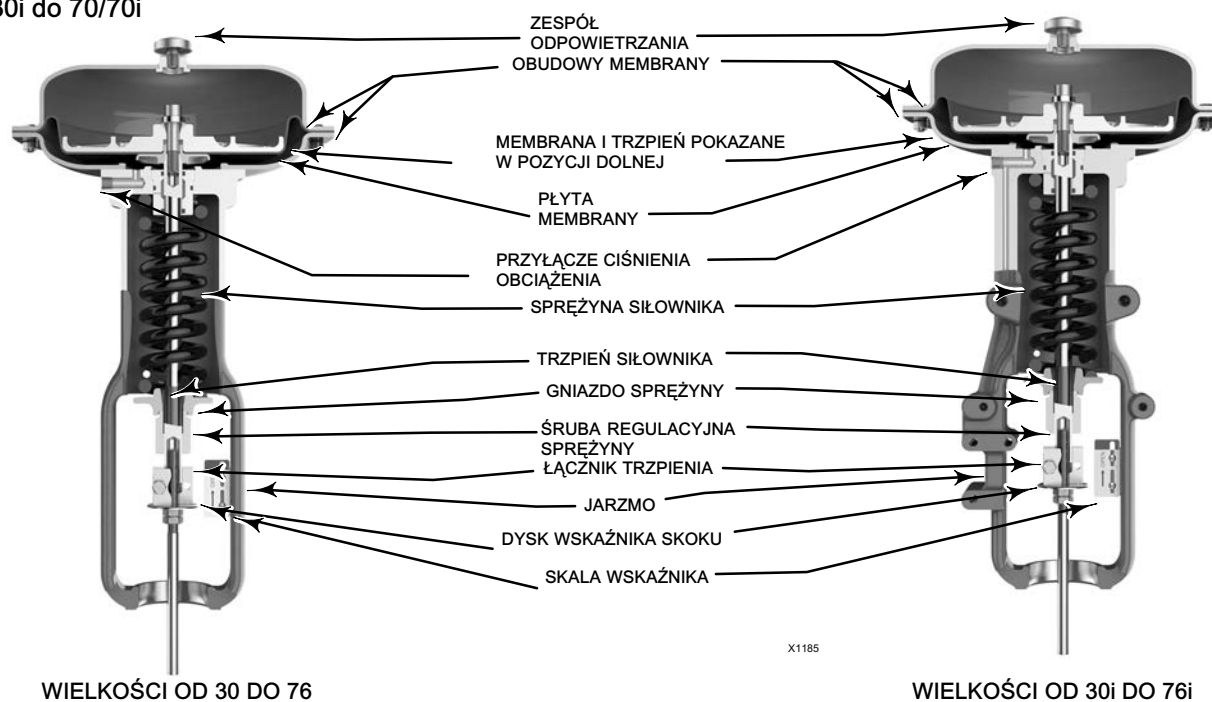 30i do 70/70i
ZESPÓŁ
ODPOWIETRZANIA
OBUDOWY MEMBRANY
MEMBRANA I TRZPIEŃ POKAZANE
W POZYCJI DOLNEJ
PŁYTA
MEMBRANY
PRZYŁĄCZE CIŚNIENIA
OBCIĄŻENIA
SPRĘŻYNA SIŁOWNIKA
TRZPIEŃ SIŁOWNIKA
GNIAZDO SPRĘŻYNY
ŚRUBA REGULACYJNA
SPRĘŻYNY
ŁĄCZNIK TRZPIENIA
JARZMO
DYSK WSKAŹNIKA SKOKU
SKALA WSKAŹNIKA
X1185
WIELKOŚCI OD 30 DO 76
WIELKOŚCI OD 30i DO 76i